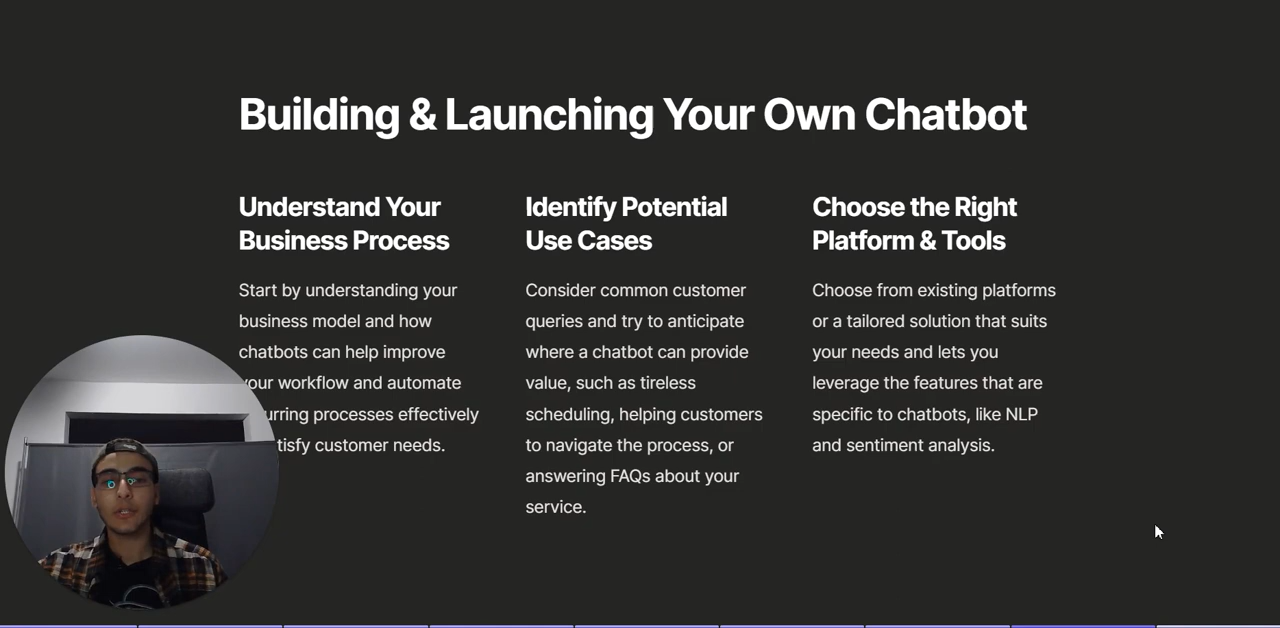 Building & Launching Your Own Chatbot
Understand Your
Business Process
Start by understanding your
business model and how
chatbots can help improve
your workflow and automate
processes effectively
customer needs.
Identify Potential
Use Cases
Consider common customer
queries and try to anticipate
where a chatbot can provide
value, such as tireless
scheduling, helping customers
to navigate the process, or
answering FAQs about your
service.
Choose the Right
Platform & Tools
Choose from existing platforms
or a tailored solution that suits
your needs and lets you
leverage the features that are
specific to chatbots, like NLP
and sentiment analysis.